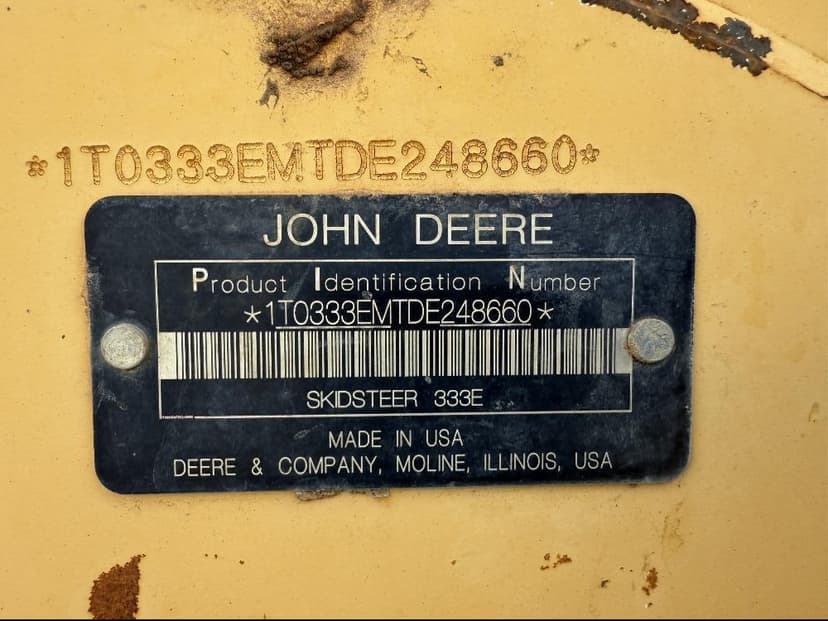 *1T0333EMTDE248660*
JOHN DEERE
Product Identification Number
*1T0333EMTDE248660*
SKIDSTEER 333E
MADE IN USA
DEERE & COMPANY, MOLINE, ILLINOIS, USA